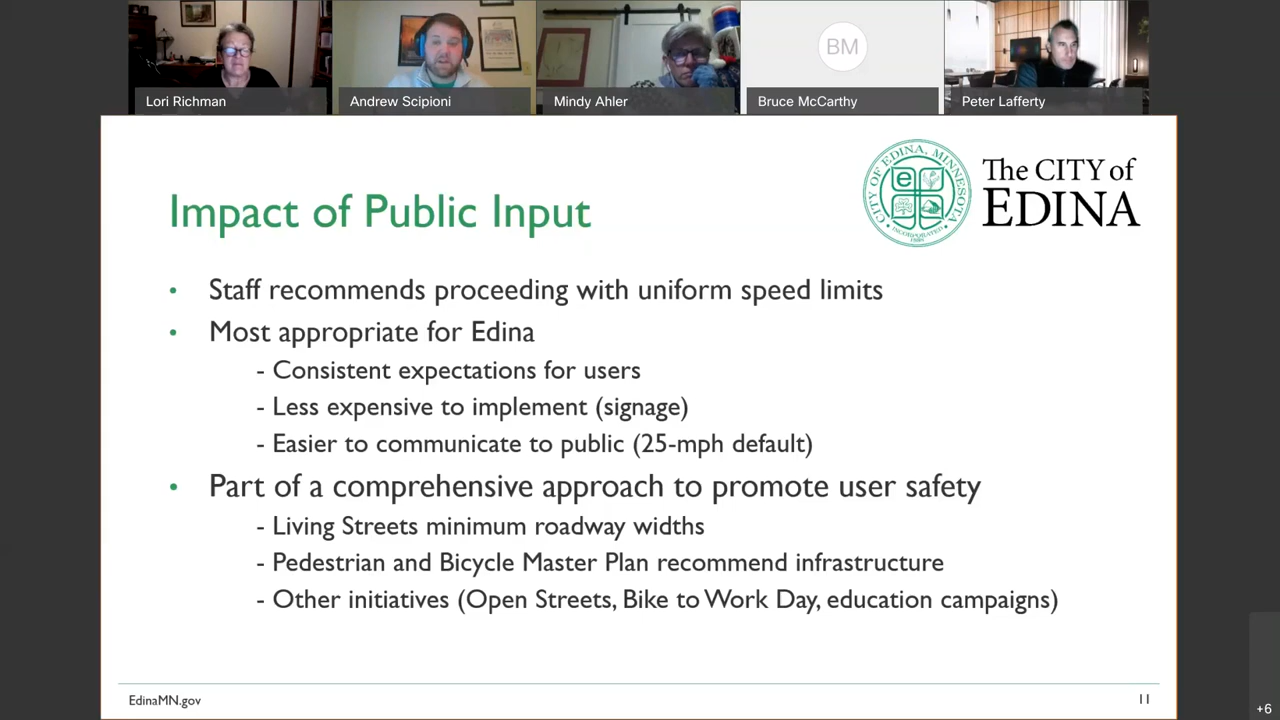 Lori Richman
Andrew Scipioni
Mindy Ahler
BM
Bruce McCarthy
Peter Lafferty
CITY OF EDINA, MINNESOTA
INCORPORATED
1888
e
The CITY of
EDINA
Impact of Public Input
• Staff recommends proceeding with uniform speed limits
• Most appropriate for Edina
- Consistent expectations for users
- Less expensive to implement (signage)
- Easier to communicate to public (25-mph default)
• Part of a comprehensive approach to promote user safety
- Living Streets minimum roadway widths
- Pedestrian and Bicycle Master Plan recommend infrastructure
- Other initiatives (Open Streets, Bike to Work Day, education campaigns)
EdinaMN.gov
11
+6